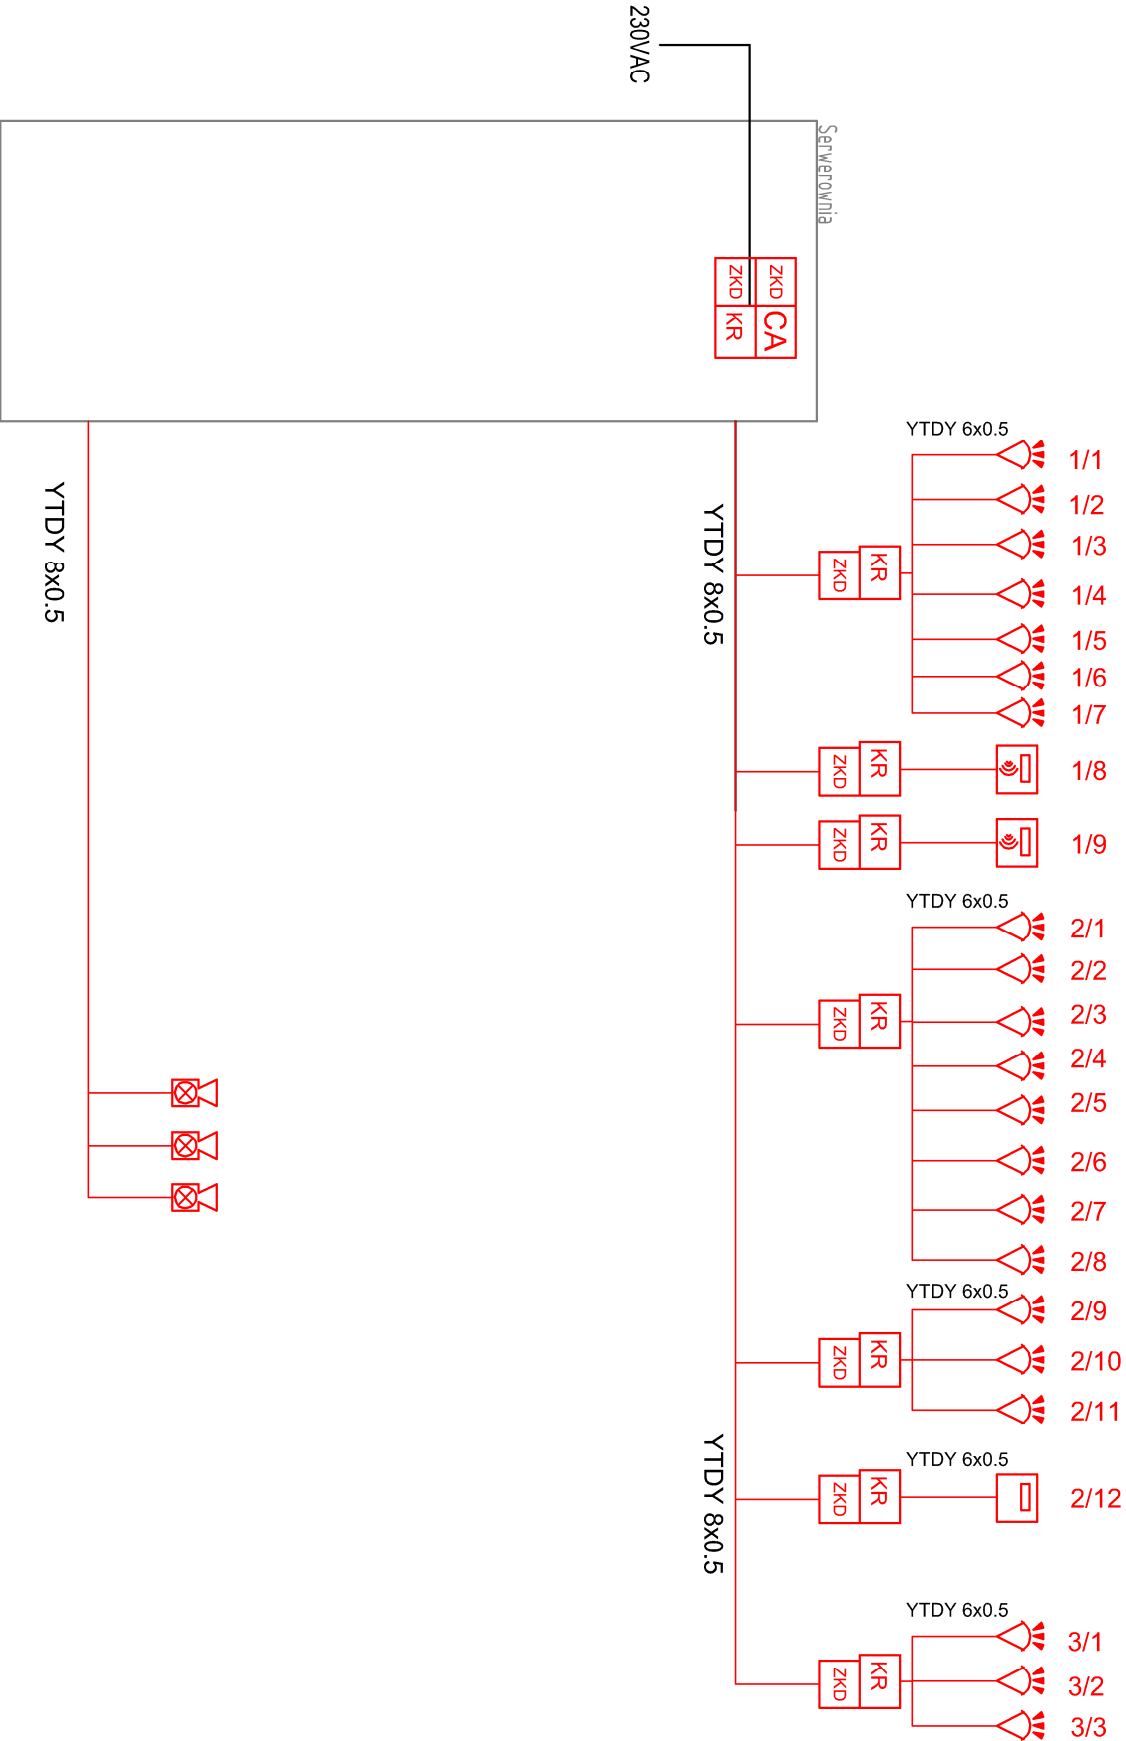 230VAC
Serwerownia
ZKD
CA
ZKD
KR
YTDY 8x0.5
YTDY 8x0.5
YTDY 6x0.5
1/1
1/2
1/3
KR
ZKD
1/4
1/5
1/6
1/7
KR
ZKD
1/8
KR
ZKD
1/9
YTDY 6x0.5
2/1
2/2
2/3
KR
ZKD
2/4
2/5
2/6
2/7
2/8
YTDY 6x0.5
2/9
KR
ZKD
2/10
2/11
YTDY 8x0.5
YTDY 6x0.5
KR
ZKD
2/12
YTDY 6x0.5
3/1
KR
ZKD
3/2
3/3